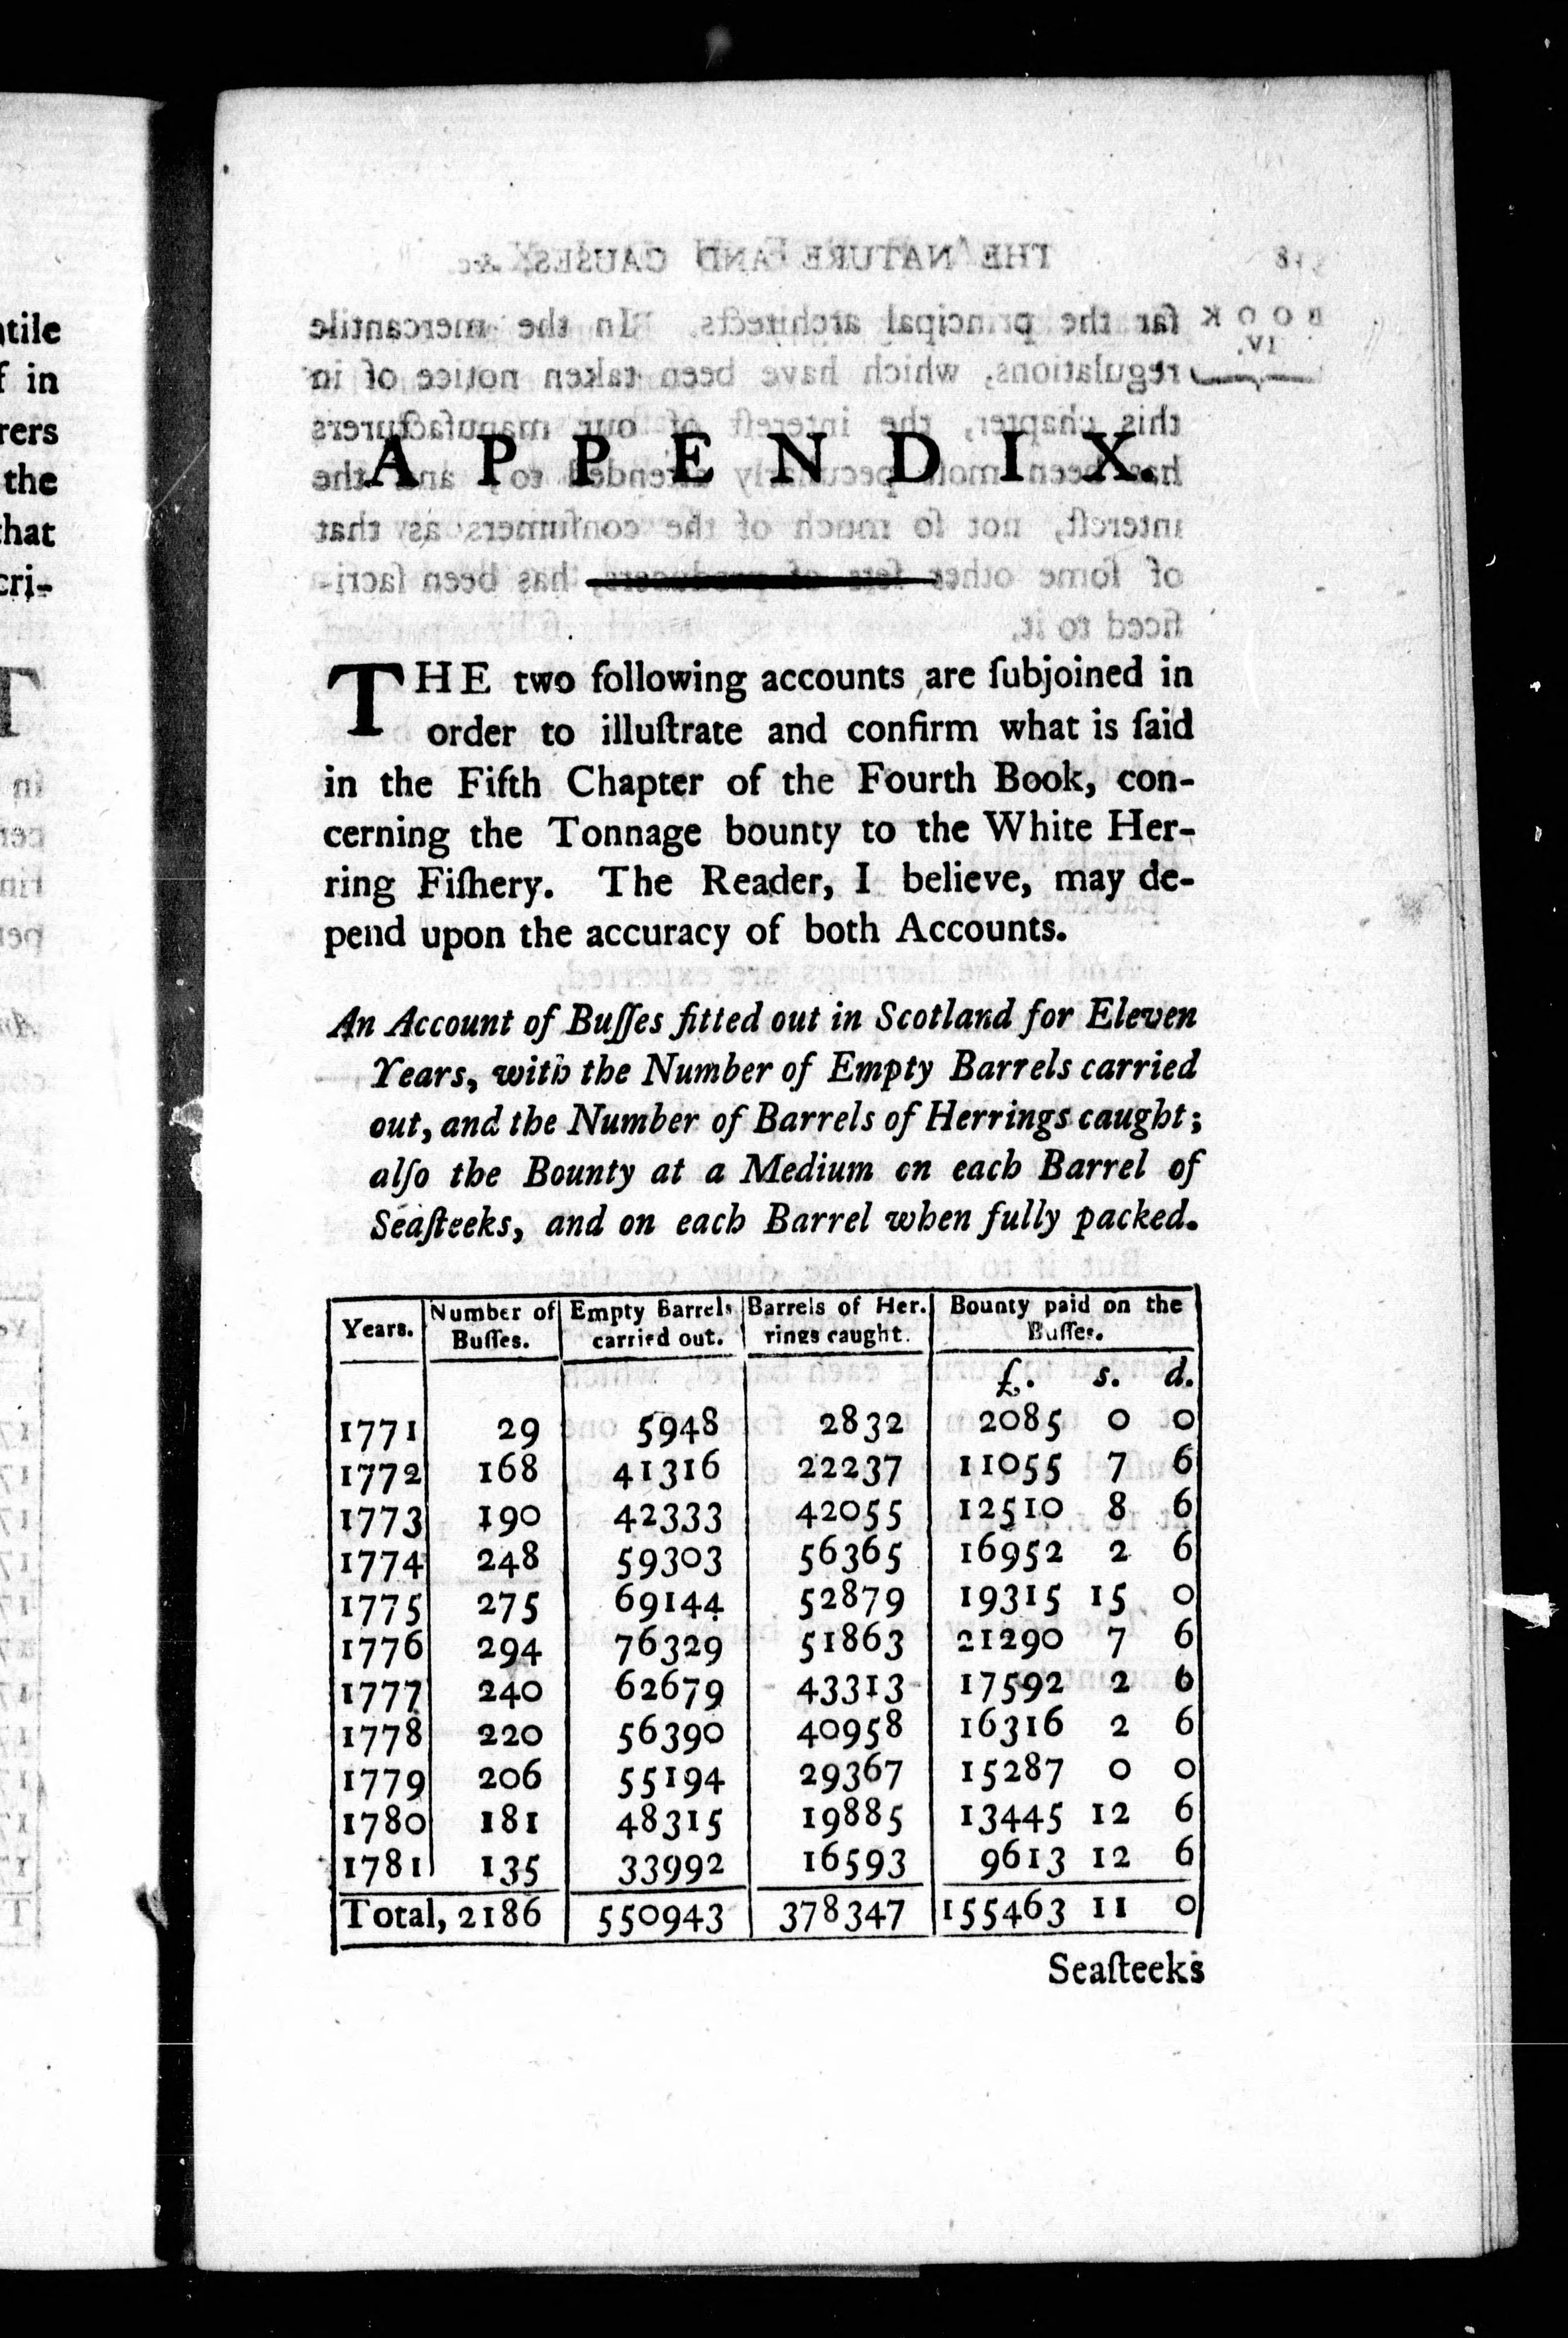 tile
f in
rers
the
that
cri-
APPENDIX.
THE two following accounts are ſubjoined in
order to illuſtrate and confirm what is ſaid
in the Fifth Chapter of the Fourth Book, con-
cerning the Tonnage bounty to the White Her-
ring Fiſhery. The Reader, I believe, may de-
pend upon the accuracy of both Accounts.
An Account of Buſſes fitted out in Scotland for Eleven
Years, with the Number of Empty Barrels carried
out, and the Number of Barrels of Herrings caught;
alſo the Bounty at a Medium on each Barrel of
Seaſteeks, and on each Barrel when fully packed.
Years. Number of Buſſes. Empty Barrels carried out. Barrels of Her-rings caught. Bounty paid on the Buſſes.
£. s. d.
1771 29 5948 2832 2085 0 0
1772 168 41316 22237 11055 7 6
1773 190 42333 42055 12510 8 6
1774 248 59303 56365 16952 2 6
1775 275 69144 52879 19315 15 0
1776 294 76329 51863 21290 7 6
1777 240 62679 43313 17592 2 6
1778 220 56390 40958 16316 2 6
1779 206 55194 29367 15287 0 0
1780 181 48315 19885 13445 12 6
1781 135 33992 16593 9613 12 6
Total, 2186 550943 378347 155463 11 0
Seaſteeks